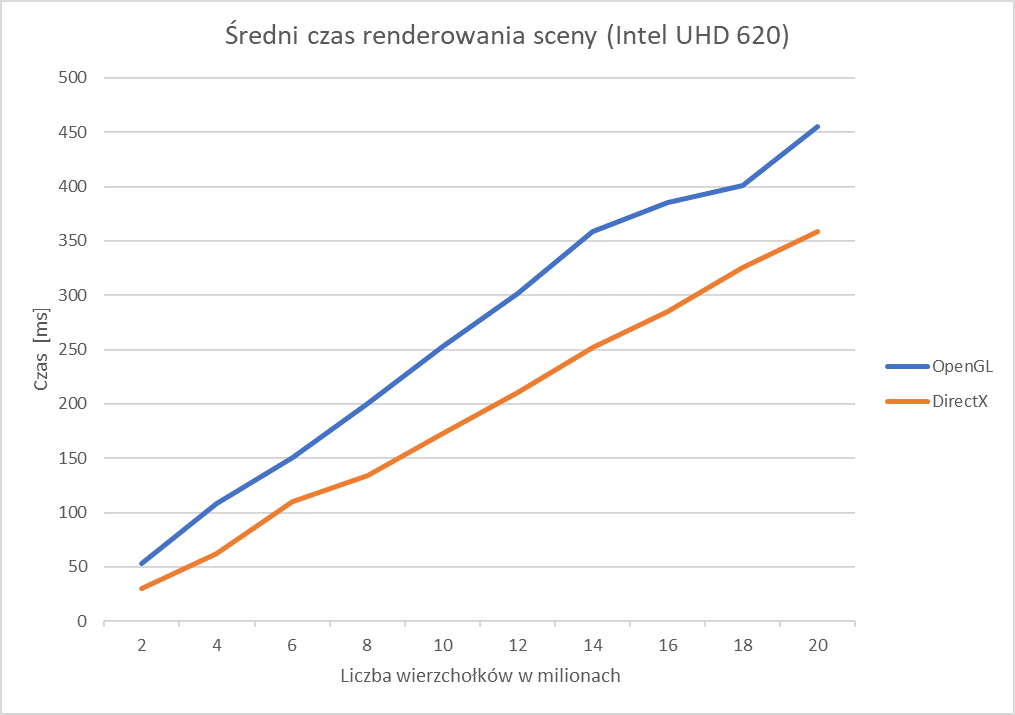 Średni czas renderowania sceny (Intel UHD 620)
500
450
400
350
300
250
200
150
100
50
0
Czas [ms]
2 4 6 8 10 12 14 16 18 20
Liczba wierzchołków w milionach
OpenGL
DirectX